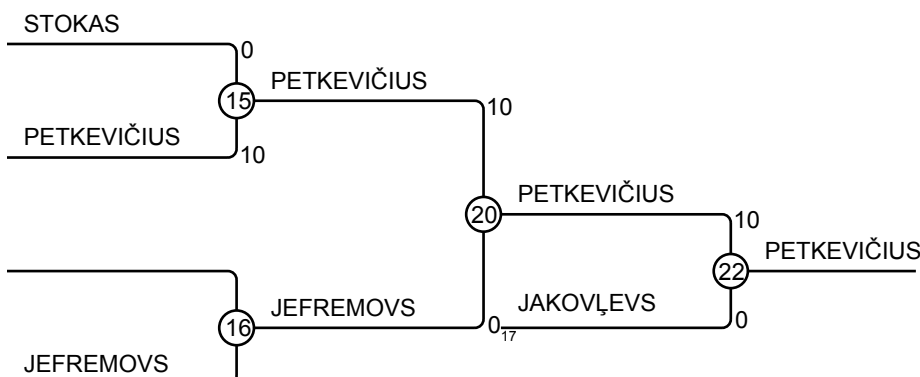 STOKAS
0
15
PETKEVIČIUS
10
PETKEVIČIUS
10
20
PETKEVIČIUS
10
22
PETKEVIČIUS
16
JEFREMOVS
0
17
JAKOVĻEVS
0
JEFREMOVS